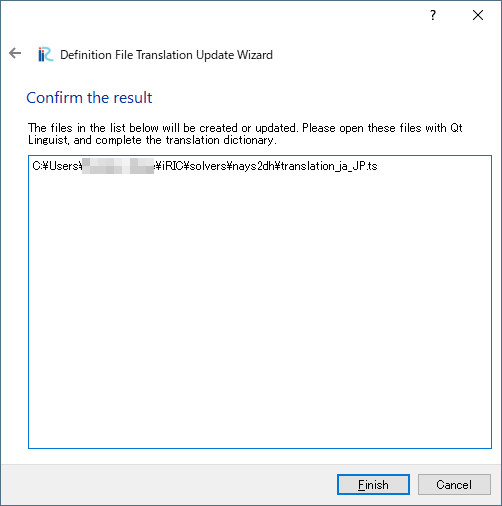 ?
iRC Definition File Translation Update Wizard
Confirm the result
The files in the list below will be created or updated. Please open these files with Qt
Linguist, and complete the translation dictionary.
C:¥Users¥ ¥iRIC¥solvers¥nays2dh¥translation_ja_JP.ts
Finish Cancel